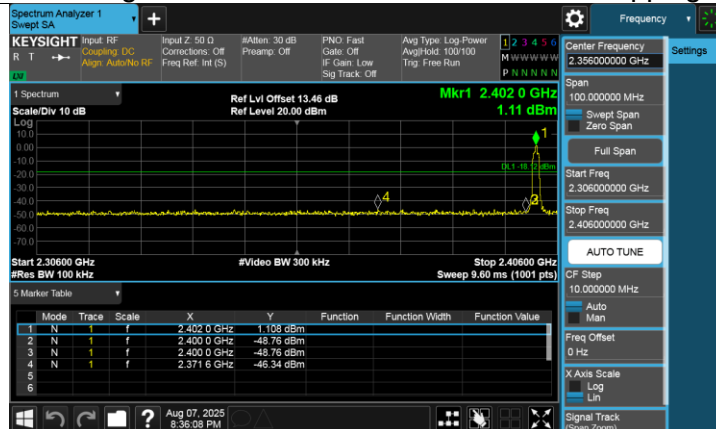 Spectrum Analyzer 1
Swept SA
+
Frequency
KEYSIGHT
R T
LW
Input: RF
Coupling: DC
Align: Auto/No RF
Input Z: 50 Ω
Corrections: Off
Freq Ref: Int (S)
#Atten: 30 dB
Preamp: Off
PNO: Fast
Gate: Off
IF Gain: Low
Sig Track: Off
Avg Type: Log-Power
Avg|Hold: 100/100
Trig: Free Run
1 2 3 4 5 6
M W W W W W
P N N N N N
1 Spectrum
Scale/Div 10 dB
Log
Ref Lvl Offset 13.46 dB
Ref Level 20.00 dBm
Mkr1 2.402 0 GHz
1.11 dBm
10.0
0.00
-10.0
-20.0
-30.0
-40.0
-50.0
-60.0
-70.0
1
4
Start 2.30600 GHz
#Res BW 100 kHz
#Video BW 300 kHz
Stop 2.40600 GHz
Sweep 9.60 ms (1001 pts)
5 Marker Table
Mode Trace Scale X Y Function Function Width Function Value
1 N 1 f 2.402 0 GHz 1.108 dBm
2 N 1 f 2.400 0 GHz -48.76 dBm
3 N 1 f 2.400 0 GHz -48.76 dBm
4 N 1 f 2.371 6 GHz -46.34 dBm
5
6
?
Aug 07, 2025
8:36:08 PM
Center Frequency
2.356000000 GHz
Settings
Span
100.000000 MHz
Swept Span
Zero Span
Full Span
Start Freq
2.306000000 GHz
Stop Freq
2.406000000 GHz
AUTO TUNE
CF Step
10.000000 MHz
Auto
Man
Freq Offset
0 Hz
X Axis Scale
Log
Lin
Signal Track
(Span Zoom)